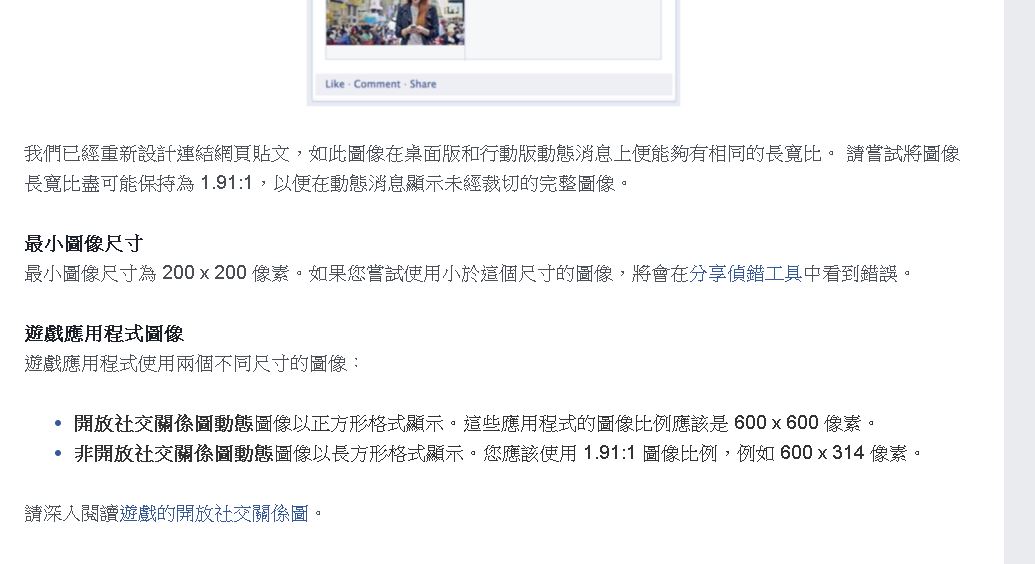 Like · Comment · Share
我們已經重新設計連結網頁貼文，如此圖像在桌面版和行動版動態消息上便能夠有相同的長寬比。 請嘗試將圖像
長寬比盡可能保持為 1.91:1，以便在動態消息顯示未經裁切的完整圖像。
最小圖像尺寸
最小圖像尺寸為 200 x 200 像素。如果您嘗試使用小於這個尺寸的圖像，將會在分享偵錯工具中看到錯誤。
遊戲應用程式圖像
遊戲應用程式使用兩個不同尺寸的圖像：
• 開放社交關係圖動態圖像以正方形格式顯示。這些應用程式的圖像比例應該是 600 x 600 像素。
• 非開放社交關係圖動態圖像以長方形格式顯示。您應該使用 1.91:1 圖像比例，例如 600 x 314 像素。
請深入閱讀遊戲的開放社交關係圖。